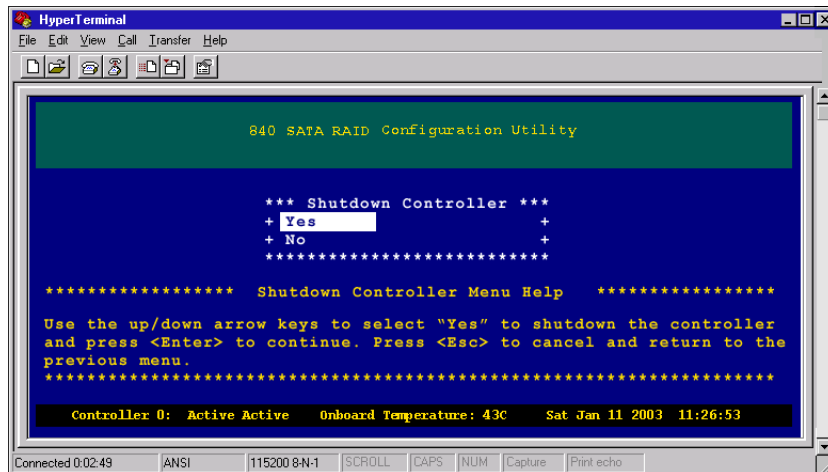 HyperTerminal
File Edit View Call Transfer Help
840 SATA RAID Configuration Utility
*** Shutdown Controller ***
+ Yes +
+ No +
***************************
****************** Shutdown Controller Menu Help *****************
Use the up/down arrow keys to select “Yes” to shutdown the controller
and press <Enter> to continue. Press <Esc> to cancel and return to the
previous menu.
*********************************************************************
Controller 0: Active Active Onboard Temperature: 43C Sat Jan 11 2003 11:26:53
Connected 0:02:49 ANSI 115200 8-N-1 SCROLL CAPS NUM Capture Print echo